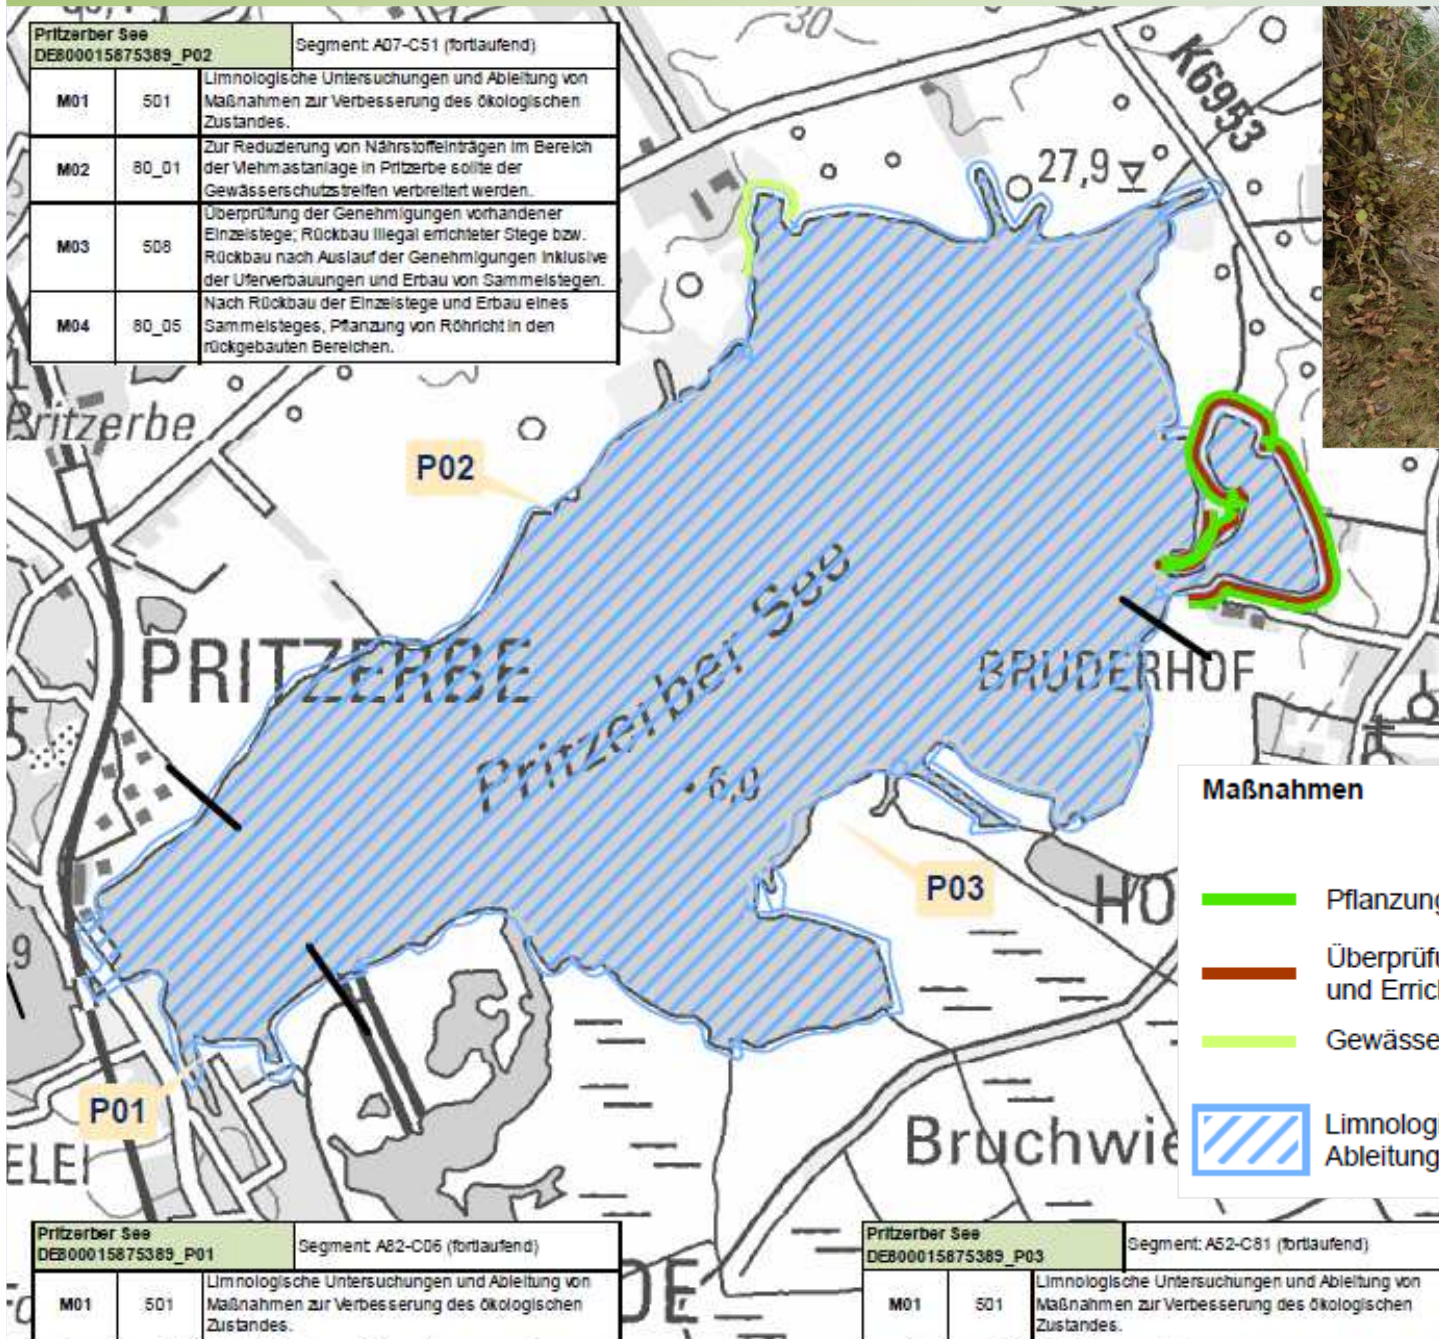 Pritzerber See
DE800015875389_P02
Segment: A07-C51 (fortlaufend)
M01 501 Limnologische Untersuchungen und Ableitung von
Maßnahmen zur Verbesserung des ökologischen
Zustandes.
M02 80_01 Zur Reduzierung von Nährstoffeinträgen im Bereich
der Viehmastanlage in Pritzerbe sollte der
Gewässerschutzstreifen verbreitert werden.
M03 508 Überprüfung der Genehmigungen vorhandener
Einzelstege; Rückbau illegal errichteter Stege bzw.
Rückbau nach Auslauf der Genehmigungen inklusive
der Uferverbauungen und Erbau von Sammelstegen.
M04 80_05 Nach Rückbau der Einzelstege und Erbau eines
Sammelsteges, Pflanzung von Röhricht in den
rückgebauten Bereichen.
30
K6953
27,9
Pritzerbe
P02
PRITZERBE
Pritzerber See
6,9
BRUDERHOF
P03
HO
P01
ELEI
Bruchwie
DE
Maßnahmen
Pflanzung
Überprüfu
und Errich
Gewässe
Limnologi
Ableitung
Pritzerber See
DE800015875389_P01
Segment: A82-C06 (fortlaufend)
M01 501 Limnologische Untersuchungen und Ableitung von
Maßnahmen zur Verbesserung des ökologischen
Zustandes.
Pritzerber See
DE800015875389_P03
Segment: A52-C81 (fortlaufend)
M01 501 Limnologische Untersuchungen und Ableitung von
Maßnahmen zur Verbesserung des ökologischen
Zustandes.